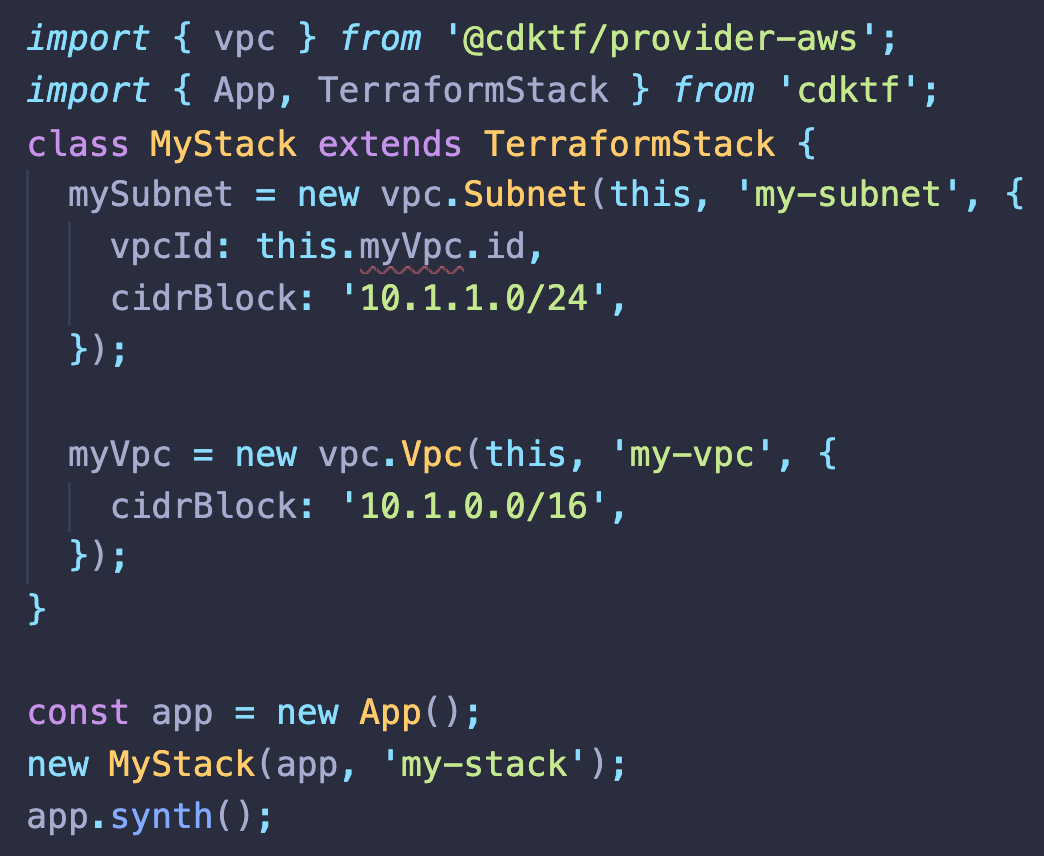 import { vpc } from '@cdktf/provider-aws';
import { App, TerraformStack } from 'cdktf';
class MyStack extends TerraformStack {
  mySubnet = new vpc.Subnet(this, 'my-subnet', {
    vpcId: this.myVpc.id,
    cidrBlock: '10.1.1.0/24',
  });

  myVpc = new vpc.Vpc(this, 'my-vpc', {
    cidrBlock: '10.1.0.0/16',
  });
}

const app = new App();
new MyStack(app, 'my-stack');
app.synth();